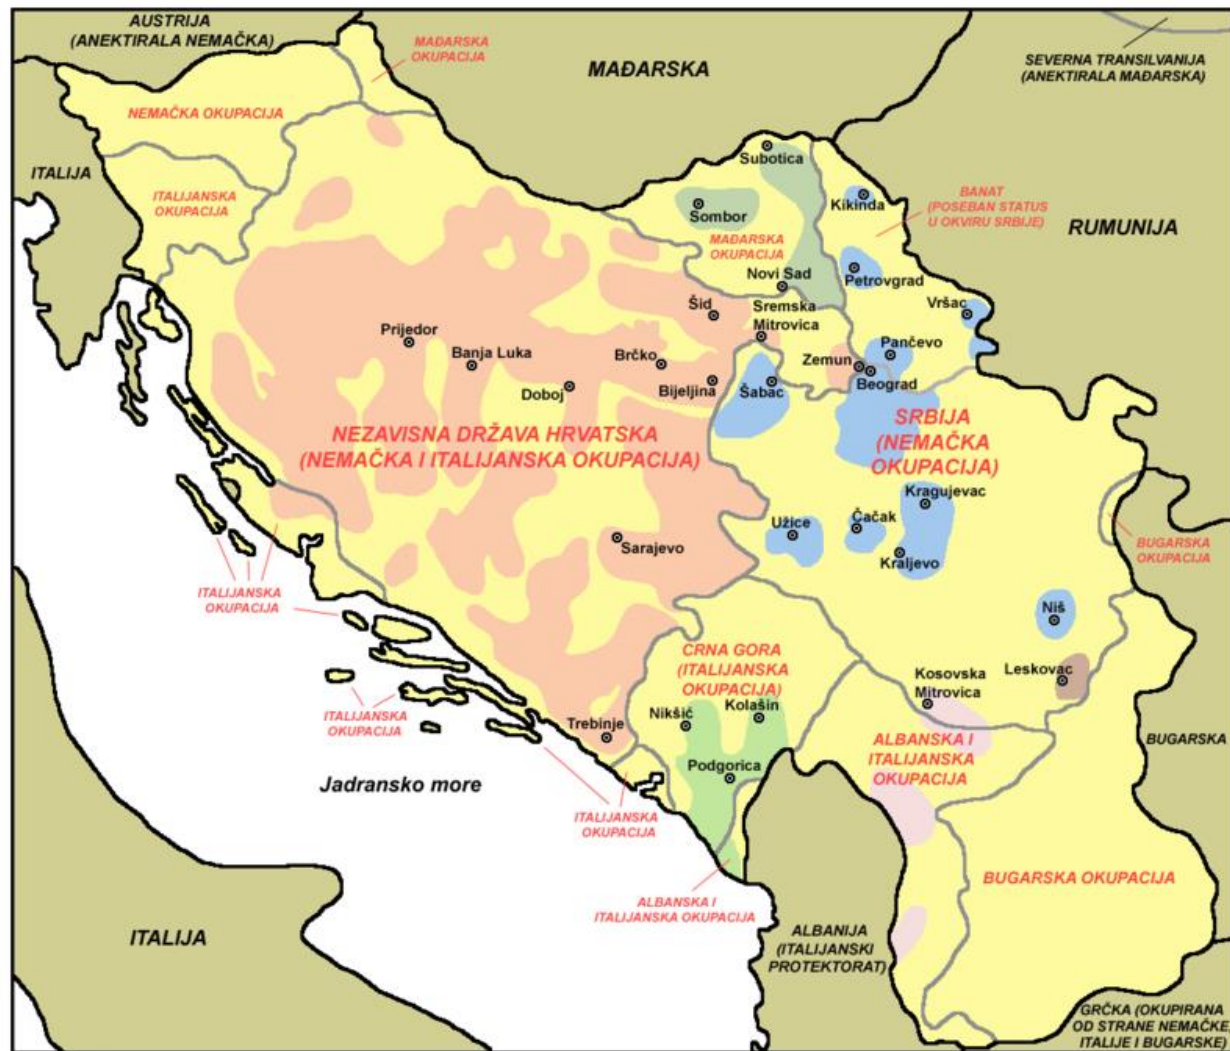 AUSTRIJA
(ANEKTIRALA NEMAČKA)
MAĐARSKA
OKUPACIJA
MAĐARSKA
SEVERNA TRANSILVANIJA
(ANEKTIRALA MAĐARSKA)
NEMAČKA OKUPACIJA
ITALIJA
ITALIJANSKA
OKUPACIJA
Subotica
Sombor
Kikinda
BANAT
(POSEBAN STATUS
U OKVIRU SRBIJE)
RUMUNIJA
MAĐARSKA
OKUPACIJA
Novi Sad
Petrovgrad
Vršac
Šid
Sremska
Mitrovica
Prijedor
Banja Luka
Brčko
Zemun
Pančevo
Beograd
Doboj
Bijeljina
Šabac
NEZAVISNA DRŽAVA HRVATSKA
(NEMAČKA I ITALIJANSKA OKUPACIJA)
SRBIJA
(NEMAČKA
OKUPACIJA)
Kragujevac
Užice
Čačak
Kraljevo
Sarajevo
BUGARSKA
OKUPACIJA
ITALIJANSKA
OKUPACIJA
Niš
CRNA GORA
(ITALIJANSKA
OKUPACIJA)
Kosovska
Mitrovica
Leskovac
ITALIJANSKA
OKUPACIJA
Nikšić
Kolašin
Trebinje
Podgorica
ALBANSKA I
ITALIJANSKA
OKUPACIJA
BUGARSKA
Jadransko more
ITALIJANSKA
OKUPACIJA
ALBANSKA I
ITALIJANSKA OKUPACIJA
BUGARSKA OKUPACIJA
ITALIJA
ALBANIJA
(ITALIJANSKI
PROTEKTORAT)
GRČKA (OKUPIRANA
OD STRANE NEMAČKE,
ITALIJE I BUGARSKE)